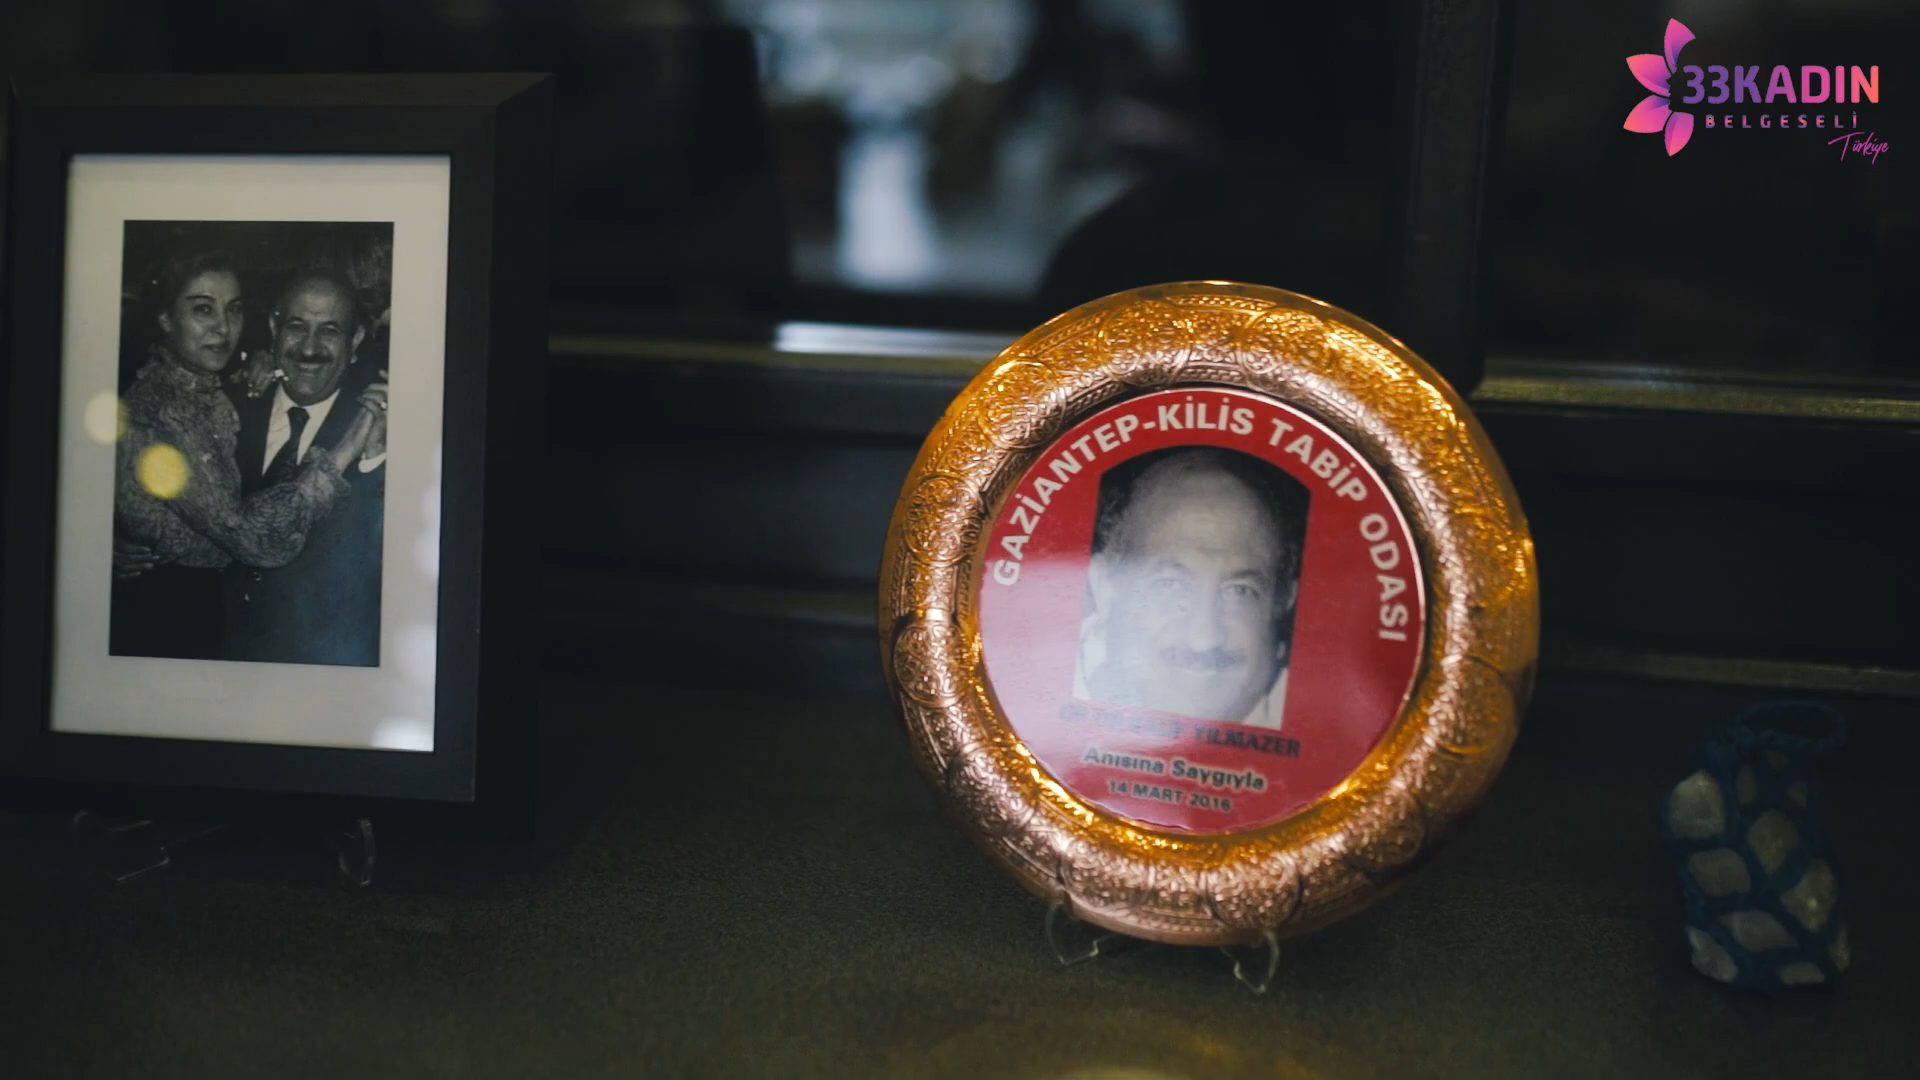 33KADIN
BELGESELİ
Türkiye
GAZİANTEP-KİLİS TABİP ODASI
YILMAZER
Anısına Saygıyla
14 MART 2016